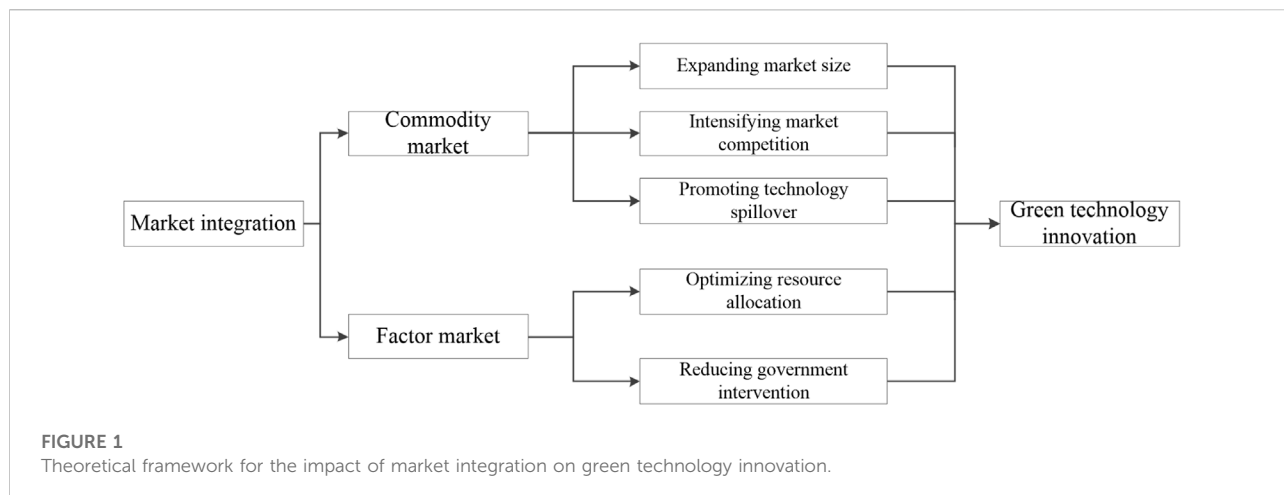 Market integration
Commodity
market
Factor market
Expanding market size
Intensifying market
competition
Promoting technology
spillover
Optimizing resource
allocation
Reducing government
intervention
Green technology
innovation
FIGURE 1
Theoretical framework for the impact of market integration on green technology innovation.